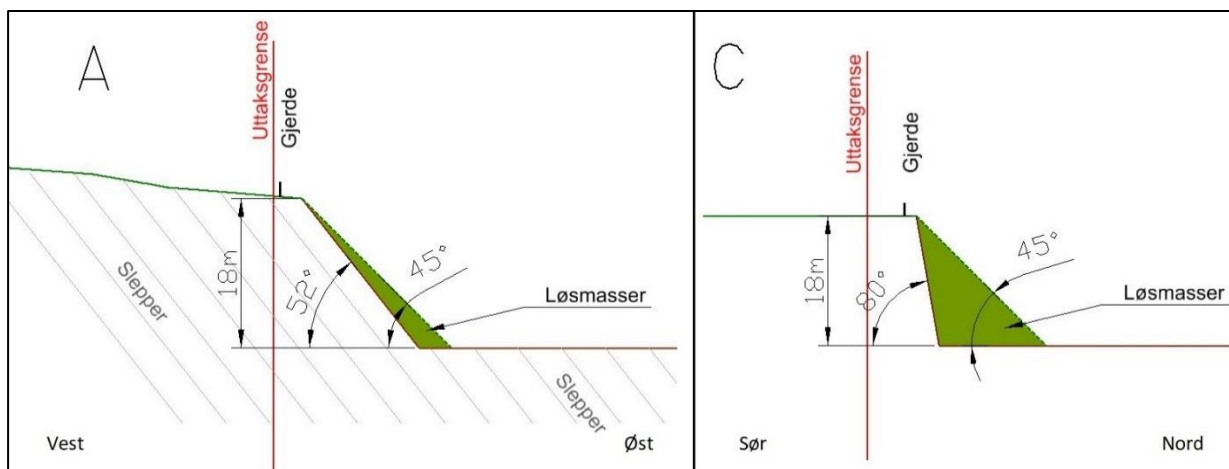 A
Uttaksgrense
Gjerde
18m
52°
45°
Løsmasser
Slepper
Slepper
Vest
Øst
C
Uttaksgrense
Gjerde
18m
80°
45°
Løsmasser
Sør
Nord